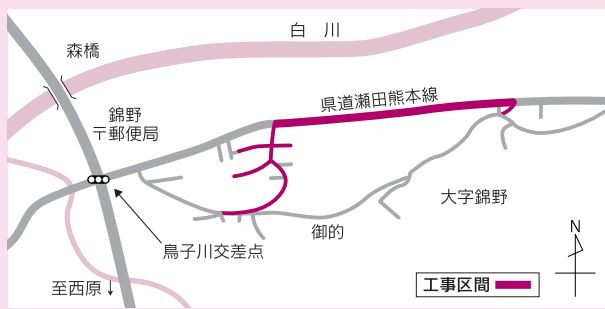 白川
森橋
錦野
〒郵便局
県道瀬田熊本線
大字錦野
御的
鳥子川交差点
至西原↓
N
工事区間